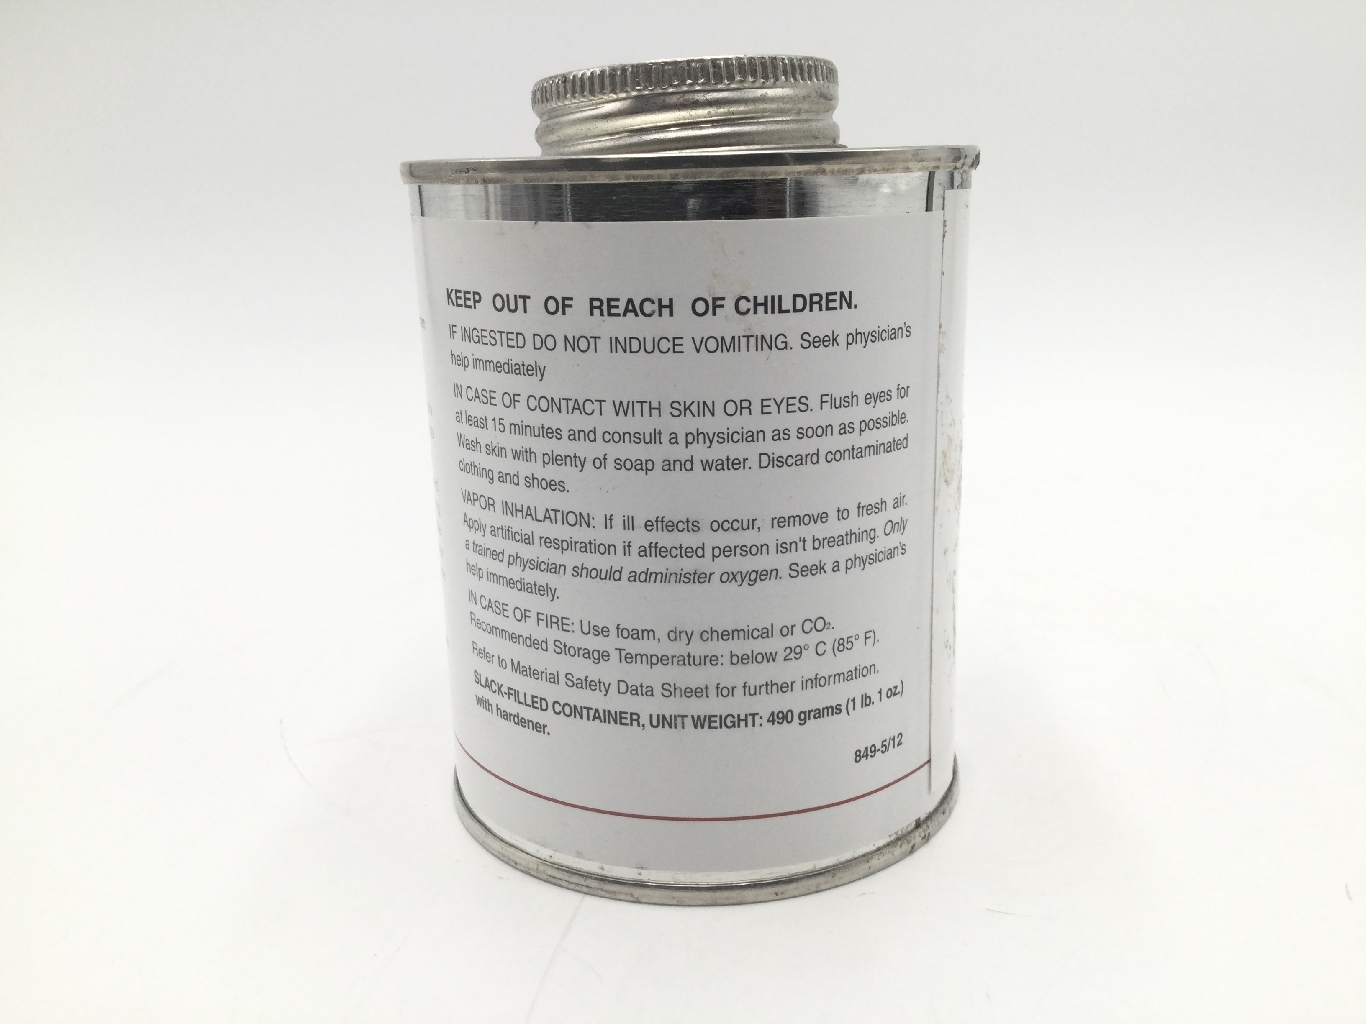 KEEP OUT OF REACH OF CHILDREN.
IF INGESTED DO NOT INDUCE VOMITING. Seek physician's
help immediately
IN CASE OF CONTACT WITH SKIN OR EYES. Flush eyes for
at least 15 minutes and consult a physician as soon as possible.
Wash skin with plenty of soap and water. Discard contaminated
clothing and shoes.
VAPOR INHALATION: If ill effects occur, remove to fresh air.
Apply artificial respiration if affected person isn't breathing. Only
a trained physician should administer oxygen. Seek a physician's
help immediately.
IN CASE OF FIRE: Use foam, dry chemical or CO₂.
Recommended Storage Temperature: below 29° C (85° F).
Refer to Material Safety Data Sheet for further information.
SLACK-FILLED CONTAINER, UNIT WEIGHT: 490 grams (1 lb. 1 oz.)
with hardener.
849-5/12